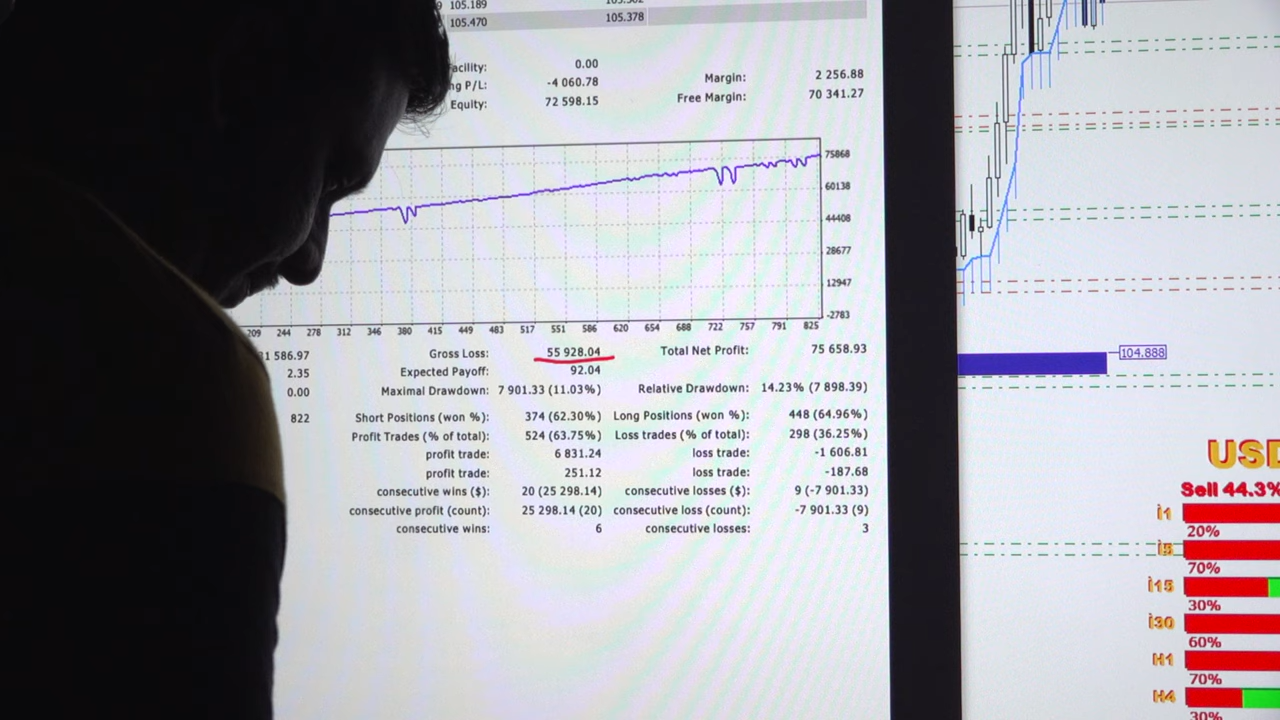 105.189
105.470 105.378
acility: 0.00
ng P/L: -4 060.78 Margin: 2 256.88
Equity: 72 598.15 Free Margin: 70 341.27
75868
60138
44408
28677
12947
-2783
209 244 278 312 346 380 415 449 483 517 551 586 620 654 688 722 757 791 825
1 586.97 Gross Loss: 55 928.04 Total Net Profit: 75 658.93
2.35 Expected Payoff: 92.04
0.00 Maximal Drawdown: 7 901.33 (11.03%) Relative Drawdown: 14.23% (7 898.39)
822 Short Positions (won %): 374 (62.30%) Long Positions (won %): 448 (64.96%)
Profit Trades (% of total): 524 (63.75%) Loss trades (% of total): 298 (36.25%)
profit trade: 6 831.24 loss trade: -1 606.81
profit trade: 251.12 loss trade: -187.68
consecutive wins ($): 20 (25 298.14) consecutive losses ($): 9 (-7 901.33)
consecutive profit (count): 25 298.14 (20) consecutive loss (count): -7 901.33 (9)
consecutive wins: 6 consecutive losses: 3
104.888
USD
Sell 44.3%
i1
20%
i5
70%
i15
30%
i30
60%
H1
70%
H4
30%